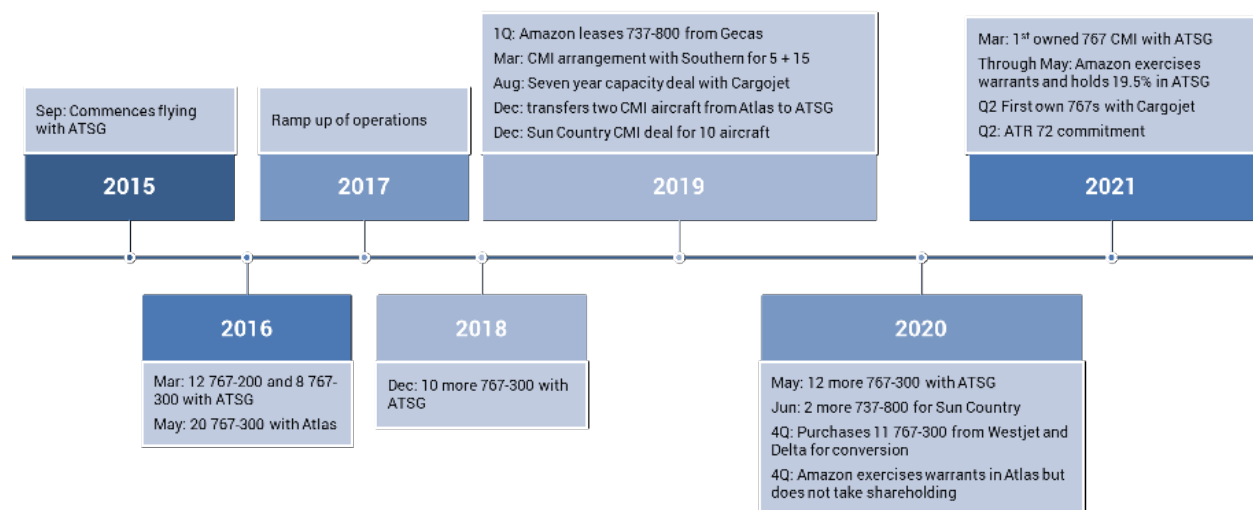 Sep: Commences flying
with ATSG
2015
Mar: 12 767-200 and 8 767-
300 with ATSG
May: 20 767-300 with Atlas
2016
Ramp up of operations
2017
2018
Dec: 10 more 767-300 with
ATSG
1Q: Amazon leases 737-800 from Gecas
Mar: CMI arrangement with Southern for 5 + 15
Aug: Seven year capacity deal with Cargojet
Dec: transfers two CMI aircraft from Atlas to ATSG
Dec: Sun Country CMI deal for 10 aircraft
2019
2020
May: 12 more 767-300 with ATSG
Jun: 2 more 737-800 for Sun Country
4Q: Purchases 11 767-300 from Westjet and
Delta for conversion
4Q: Amazon exercises warrants in Atlas but
does not take shareholding
Mar: 1st owned 767 CMI with ATSG
Through May: Amazon exercises
warrants and holds 19.5% in ATSG
Q2 First own 767s with Cargojet
Q2: ATR 72 commitment
2021